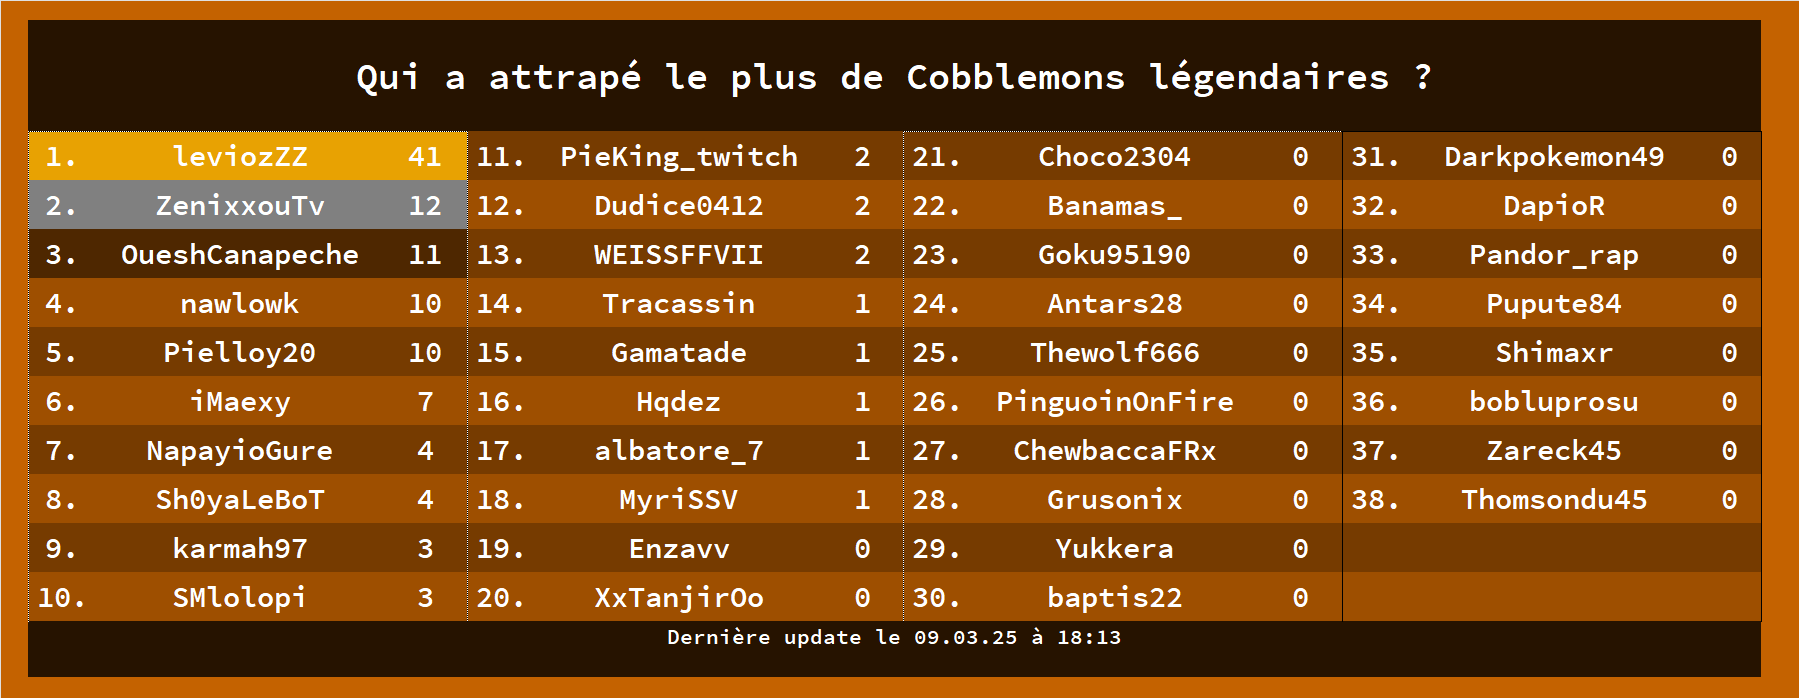 Qui a attrapé le plus de Cobblemons légendaires ?
1. leviozZZ 41 11. PieKing_twitch 2 21. Choco2304 0 31. Darkpokemon49 0
2. ZenixxouTv 12 12. Dudice0412 2 22. Banamas_ 0 32. DapioR 0
3. OueshCanapeche 11 13. WEISSFFVII 2 23. Goku95190 0 33. Pandor_rap 0
4. nawlowk 10 14. Tracassin 1 24. Antars28 0 34. Pupute84 0
5. Pielloy20 10 15. Gamatade 1 25. Thewolf666 0 35. Shimaxr 0
6. iMaexy 7 16. Hqdez 1 26. PinguoinOnFire 0 36. bobluprosu 0
7. NapayioGure 4 17. albatore_7 1 27. ChewbaccaFRx 0 37. Zareck45 0
8. Sh0yaLeBoT 4 18. MyriSSV 1 28. Grusonix 0 38. Thomsondu45 0
9. karmah97 3 19. Enzavv 0 29. Yukkera 0
10. SMlolopi 3 20. XxTanjirOo 0 30. baptis22 0
Dernière update le 09.03.25 à 18:13